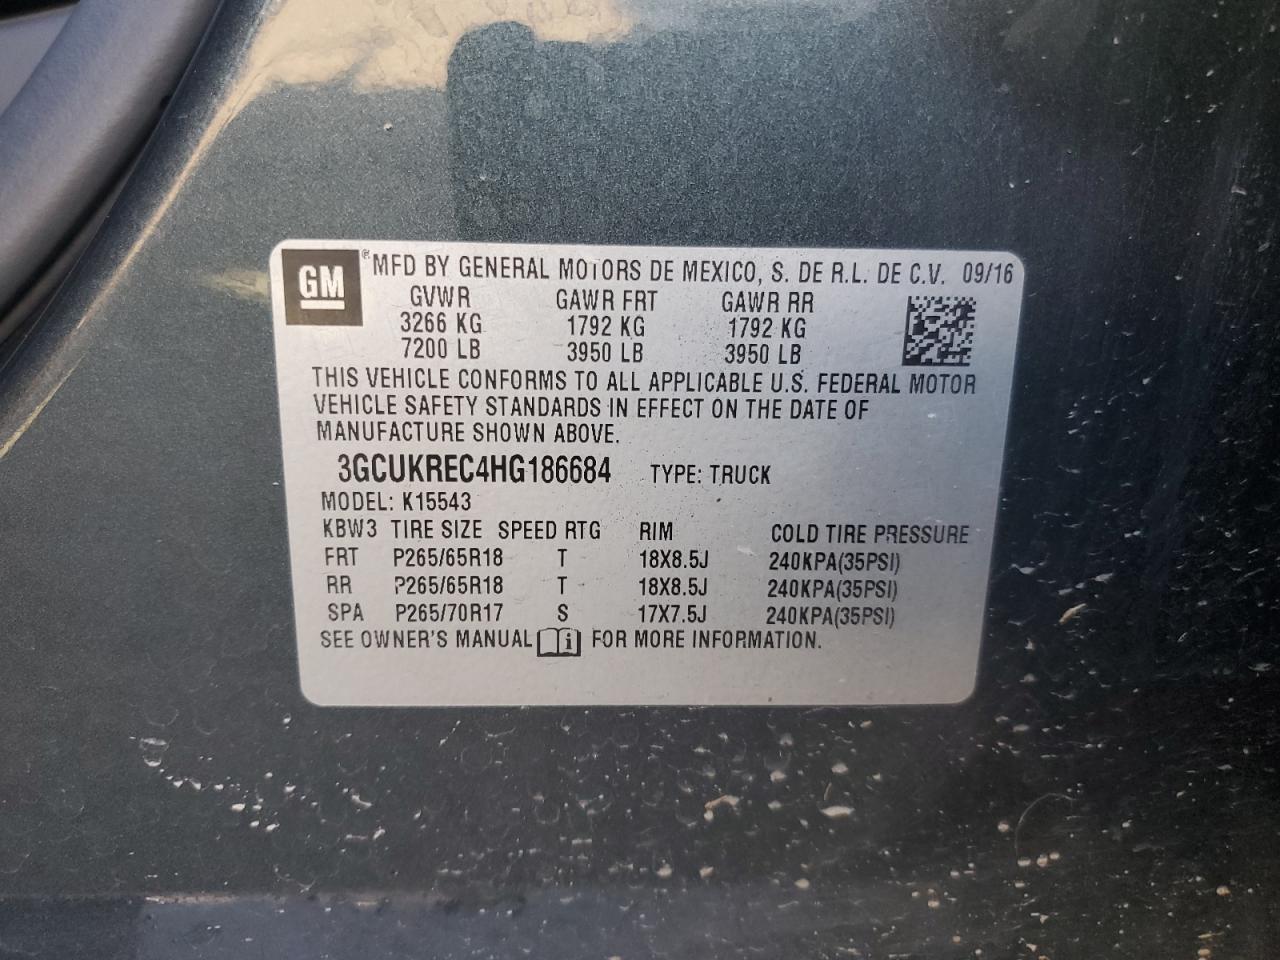 GM ® MFD BY GENERAL MOTORS DE MEXICO, S. DE R.L. DE C.V. 09/16
GVWR GAWR FRT GAWR RR
3266 KG 1792 KG 1792 KG
7200 LB 3950 LB 3950 LB
THIS VEHICLE CONFORMS TO ALL APPLICABLE U.S. FEDERAL MOTOR
VEHICLE SAFETY STANDARDS IN EFFECT ON THE DATE OF
MANUFACTURE SHOWN ABOVE.
3GCUKREC4HG186684 TYPE: TRUCK
MODEL: K15543
KBW3 TIRE SIZE SPEED RTG RIM COLD TIRE PRESSURE
FRT P265/65R18 T 18X8.5J 240KPA(35PSI)
RR P265/65R18 T 18X8.5J 240KPA(35PSI)
SPA P265/70R17 S 17X7.5J 240KPA(35PSI)
SEE OWNER'S MANUAL i FOR MORE INFORMATION.